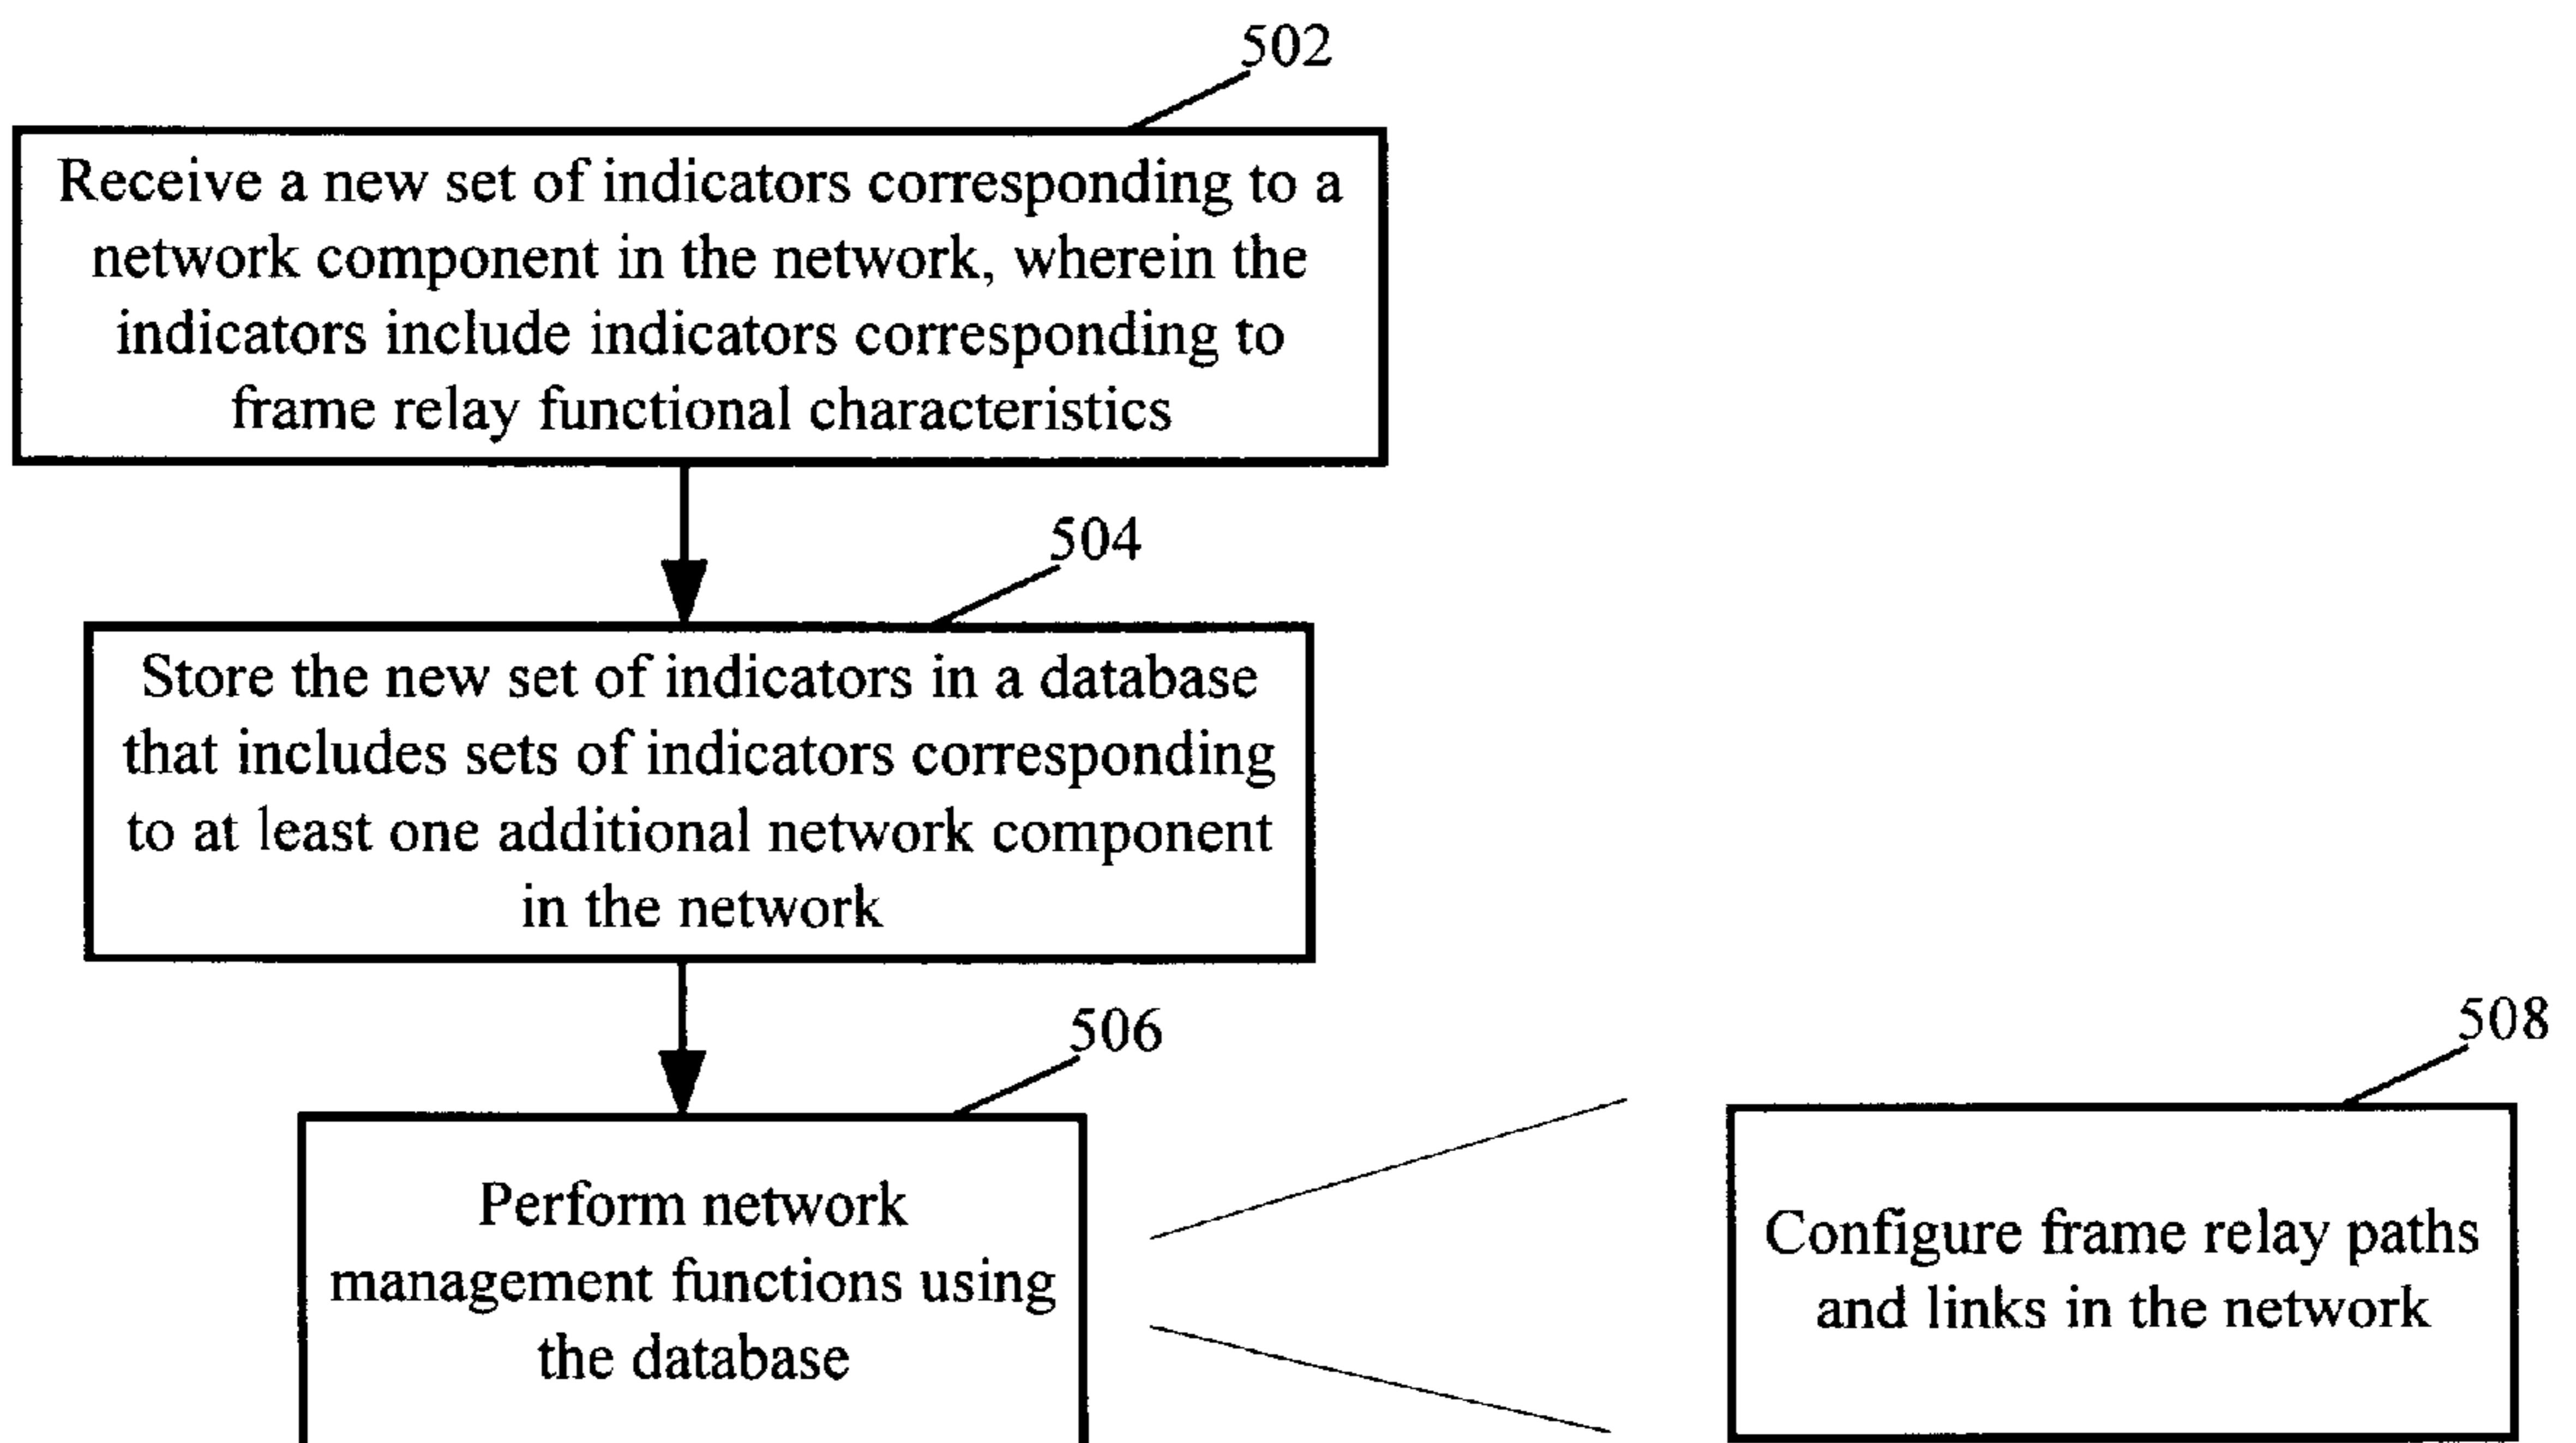 502
Receive a new set of indicators corresponding to a
network component in the network, wherein the
indicators include indicators corresponding to
frame relay functional characteristics
504
Store the new set of indicators in a database
that includes sets of indicators corresponding
to at least one additional network component
in the network
506
Perform network
management functions using
the database
508
Configure frame relay paths
and links in the network